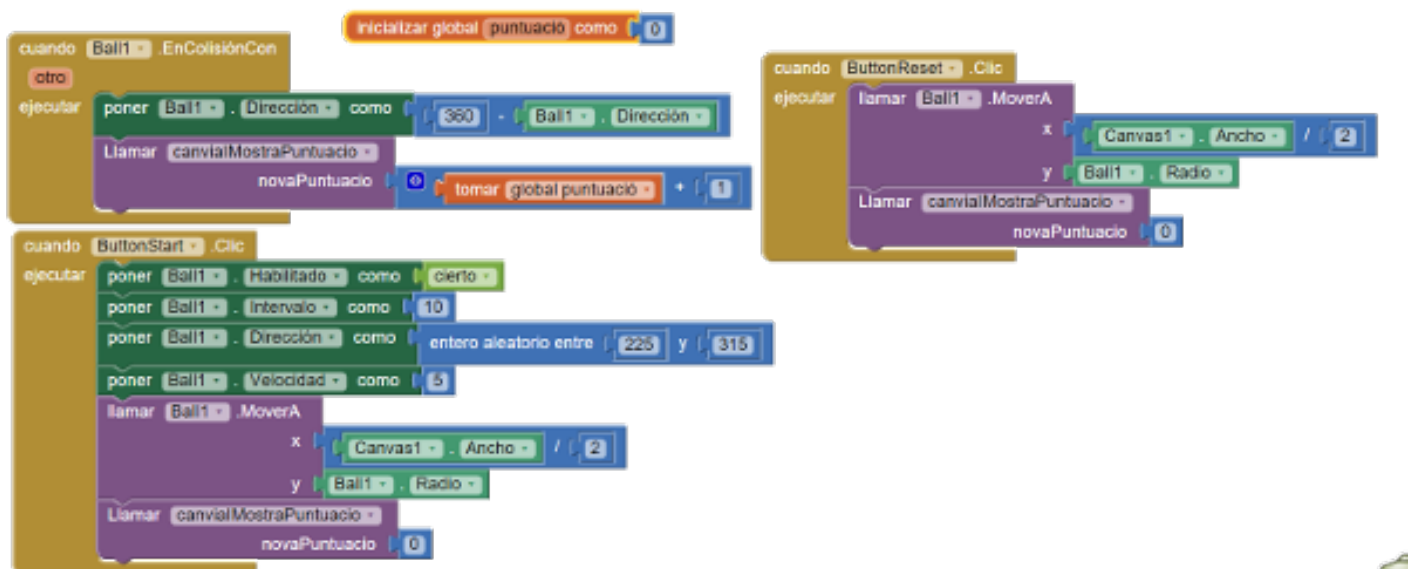 inicializar global puntuació como 0
cuando Ball1 .EnColisiónCon
otro
ejecutar poner Ball1 . Dirección como 360 - Ball1 . Dirección
Llamar canviaIMostraPuntuacio
novaPuntuacio tomar global puntuació + 1
cuando ButtonStart .Clic
ejecutar poner Ball1 . Habilitado como cierto
poner Ball1 . Intervalo como 10
poner Ball1 . Dirección como entero aleatorio entre 225 y 315
poner Ball1 . Velocidad como 5
llamar Ball1 .MoverA
x Canvas1 . Ancho / 2
y Ball1 . Radio
Llamar canviaIMostraPuntuacio
novaPuntuacio 0
cuando ButtonReset .Clic
ejecutar llamar Ball1 .MoverA
x Canvas1 . Ancho / 2
y Ball1 . Radio
Llamar canviaIMostraPuntuacio
novaPuntuacio 0